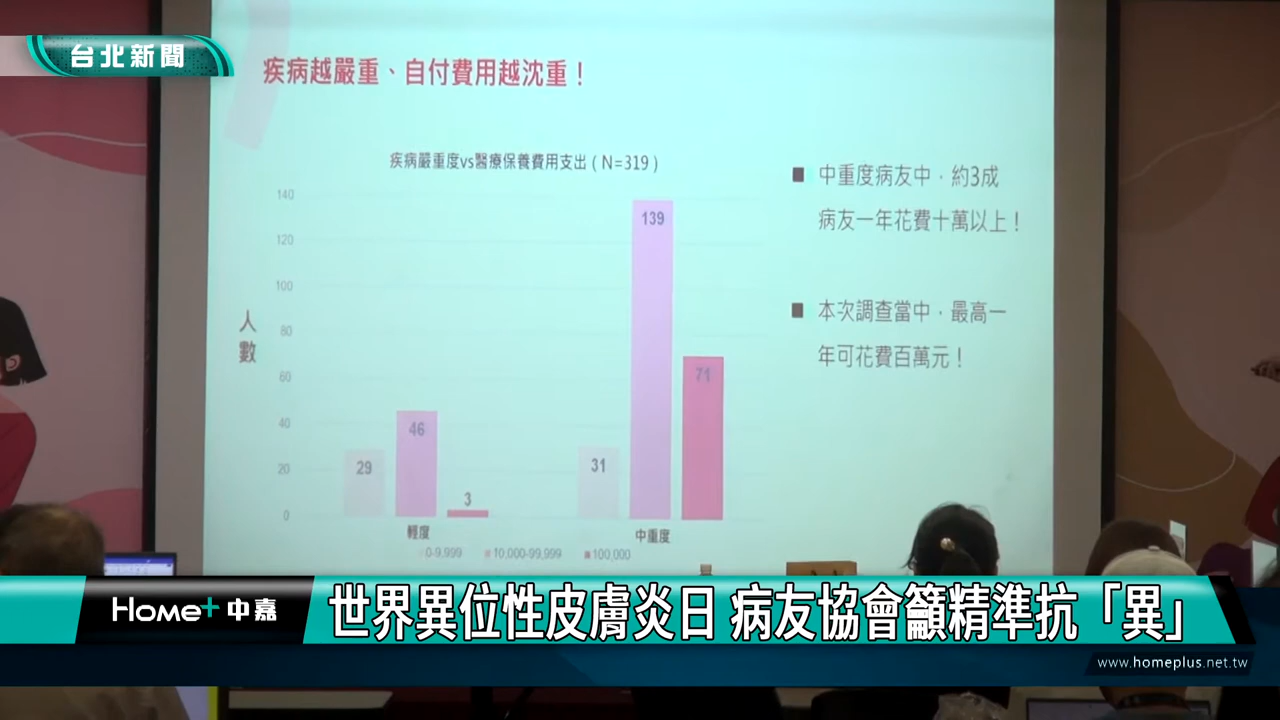 台北新聞
疾病越嚴重、自付費用越沈重！
疾病嚴重度vs醫療保養費用支出（N=319）
140
120
100
80
60
40
20
0
人數
29
46
3
31
139
71
輕度
中重度
0-9,999
10,000-99,999
100,000
■ 中重度病友中，約3成
病友一年花費十萬以上！
■ 本次調查當中，最高一
年可花費百萬元！
Home+中嘉
世界異位性皮膚炎日 病友協會籲精準抗「異」
www.homeplus.net.tw